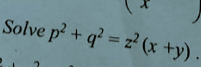 x
Solve p² + q² = z² (x + y).